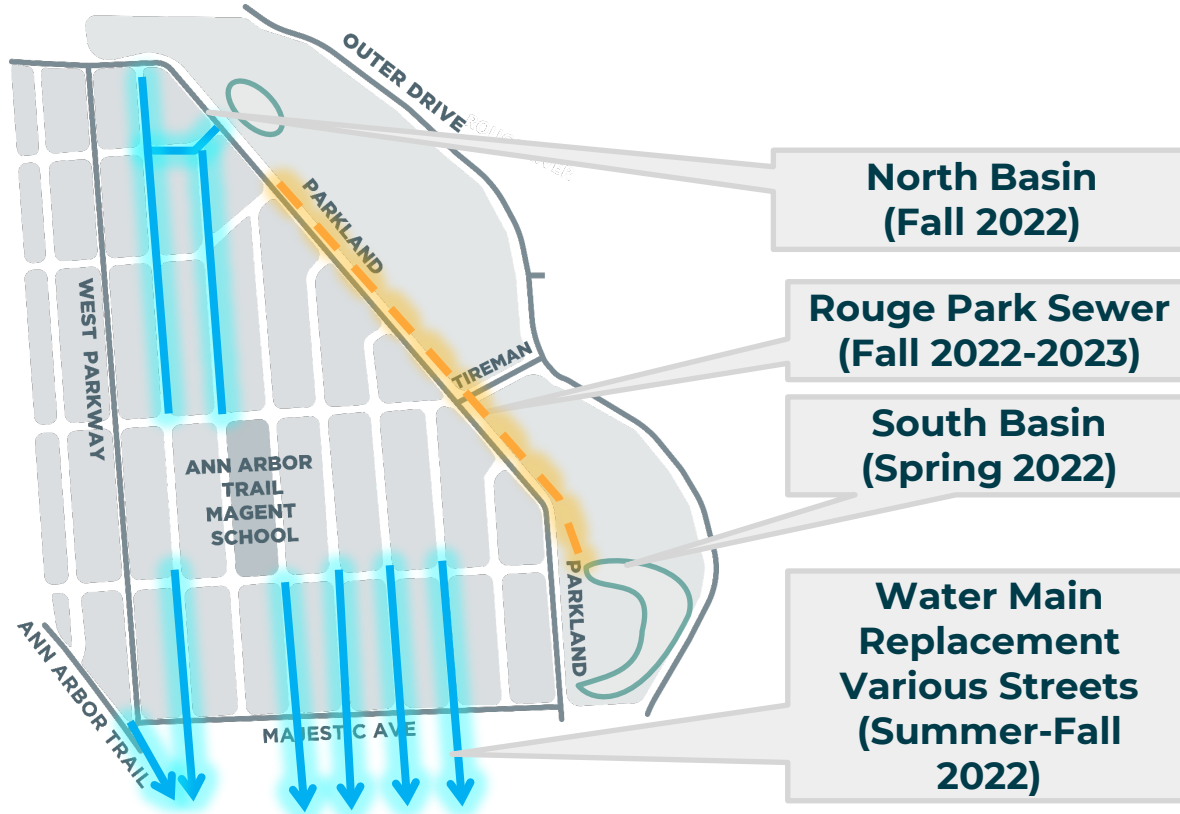 OUTER DRIVE
North Basin
(Fall 2022)
PARKLAND
WEST PARKWAY
Rouge Park Sewer
(Fall 2022-2023)
TIREMAN
South Basin
(Spring 2022)
ANN ARBOR
TRAIL
MAGENT
SCHOOL
PARKLAND
Water Main
Replacement
Various Streets
(Summer-Fall
2022)
ANN ARBOR TRAIL
MAJESTIC AVE